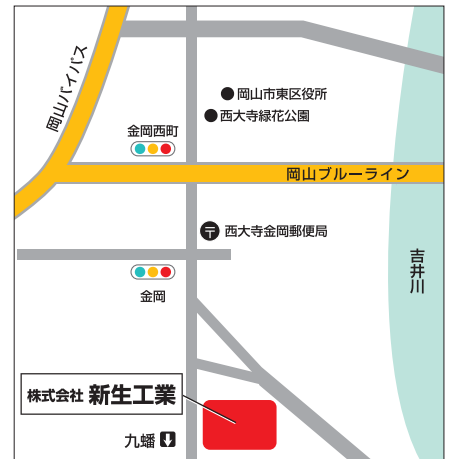 岡山バイパス
岡山市東区役所
西大寺緑花公園
金岡西町
岡山ブルーライン
〒 西大寺金岡郵便局
吉井川
金岡
株式会社 新生工業
九蟠